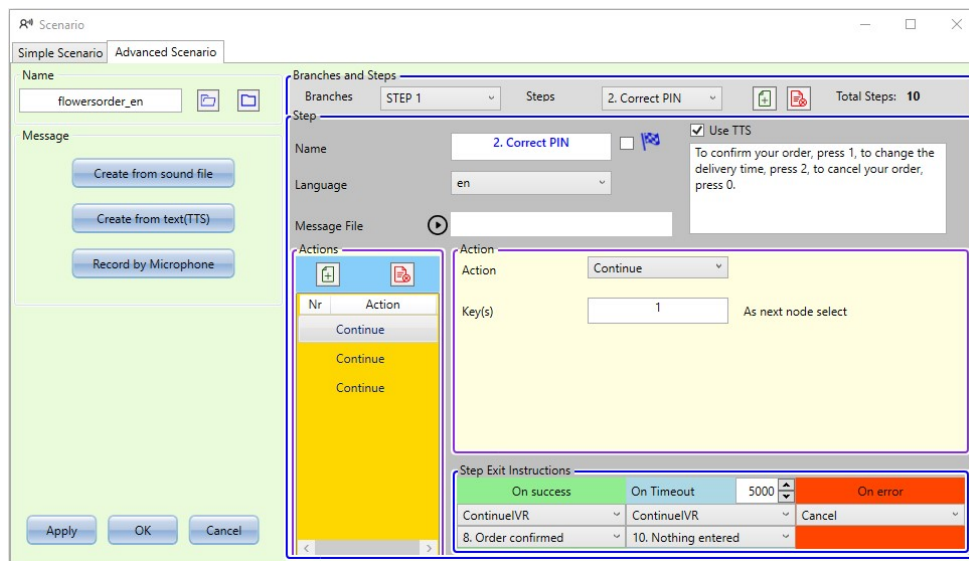 Scenario
Simple Scenario Advanced Scenario
Name
flowersorder_en
Message
Create from sound file
Create from text(TTS)
Record by Microphone
Apply OK Cancel
Branches and Steps
Branches STEP 1 Steps 2. Correct PIN Total Steps: 10
Step
Name 2. Correct PIN
Language en
Message File
Use TTS
To confirm your order, press 1, to change the
delivery time, press 2, to cancel your order,
press 0.
Actions
Nr Action
Continue
Continue
Continue
Action
Action Continue
Key(s) 1 As next node select
Step Exit Instructions
On success On Timeout 5000 On error
ContinueIVR ContinueIVR Cancel
8. Order confirmed 10. Nothing entered